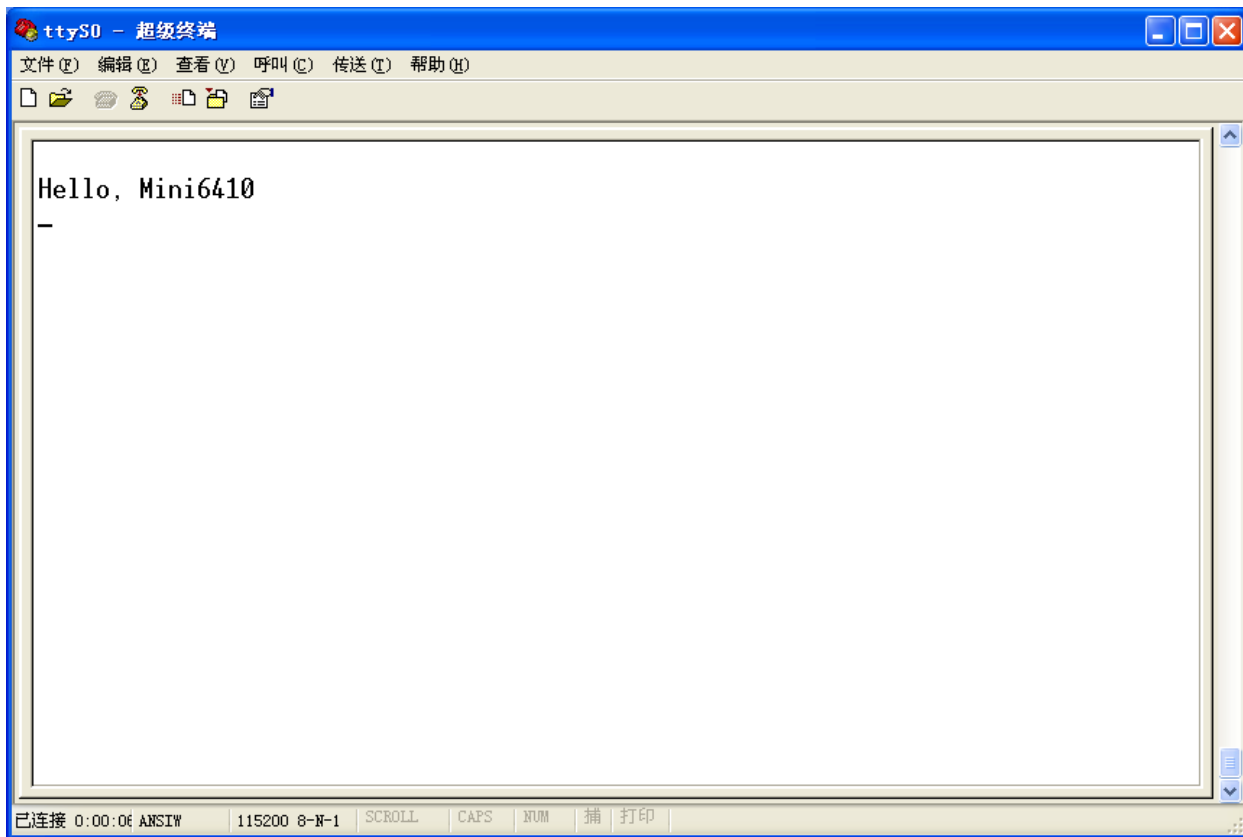 ttyS0 - 超级终端
文件(F) 编辑(E) 查看(V) 呼叫(C) 传送(T) 帮助(H)
Hello, Mini6410
已连接 0:00:06 ANSIW 115200 8-N-1 SCROLL CAPS NUM 捕 打印